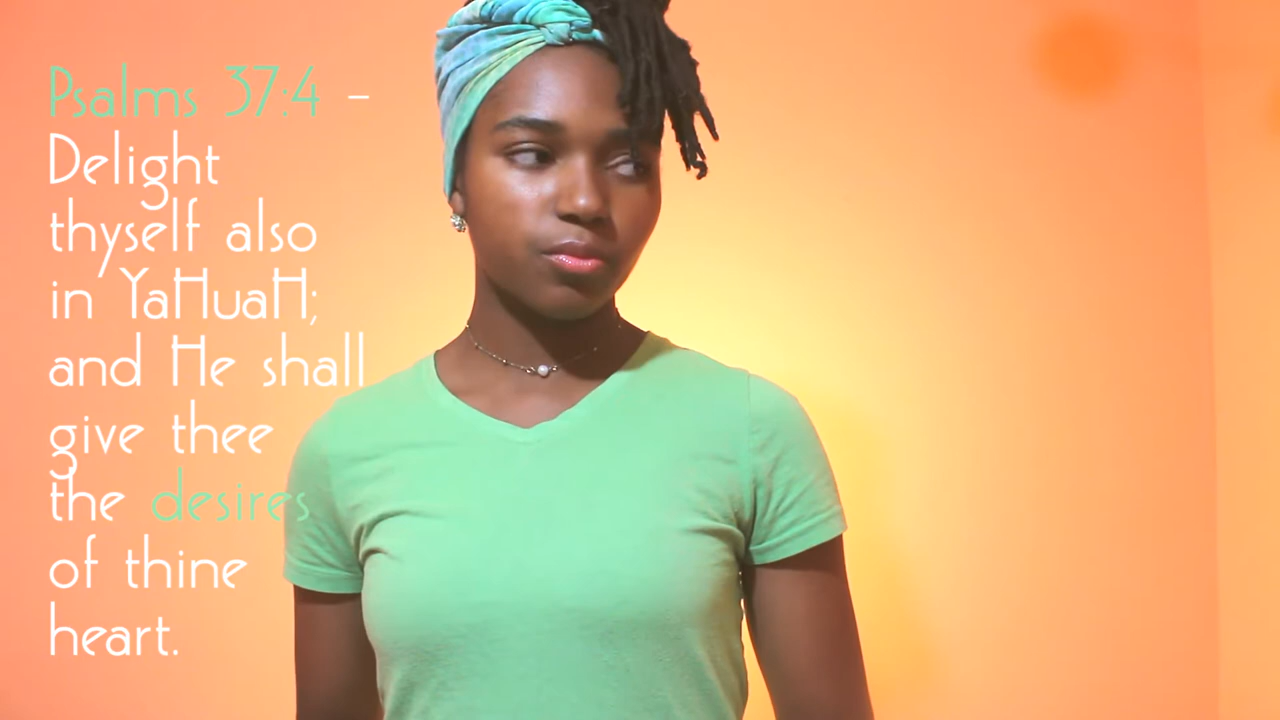 Psalms 37:4 –
Delight
thyself also
in YaHuaH;
and He shall
give thee
the desires
of thine
heart.